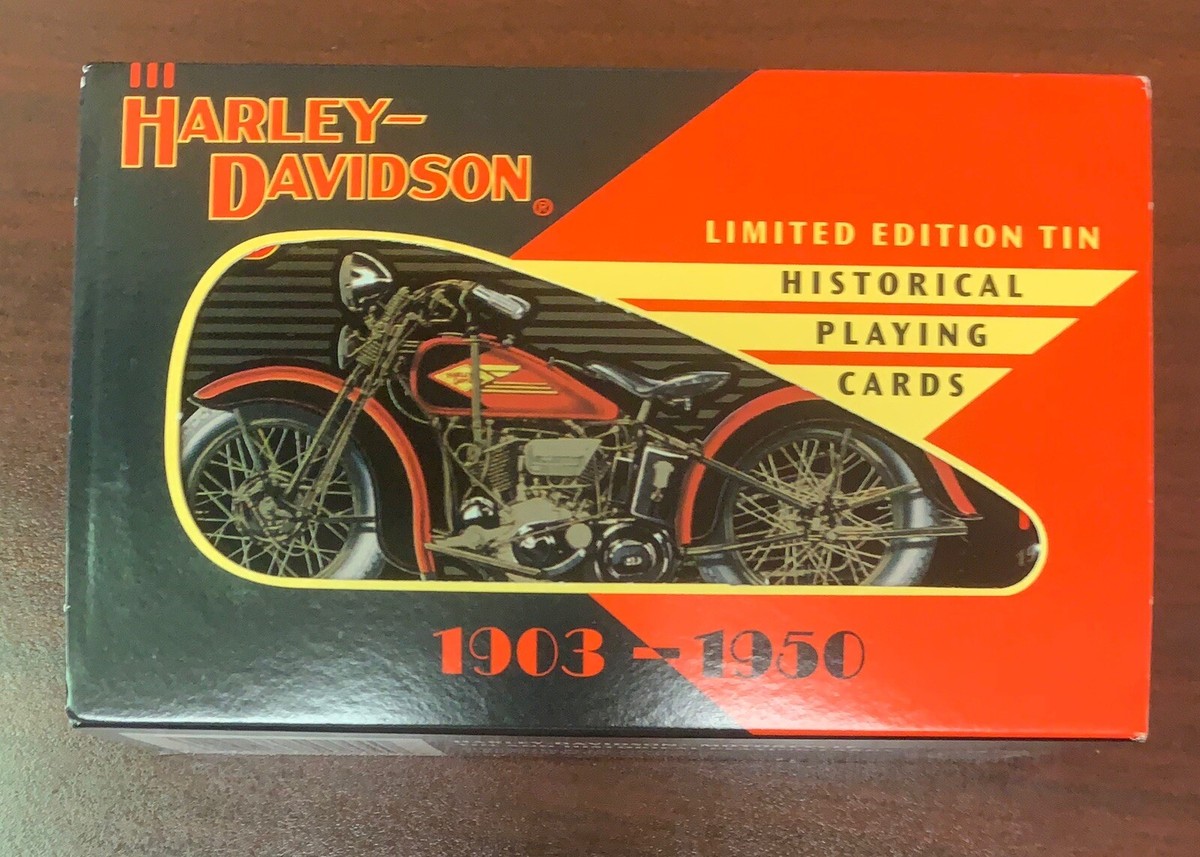 HARLEY-
DAVIDSON®
LIMITED EDITION TIN
HISTORICAL
PLAYING
CARDS
1903 - 1950